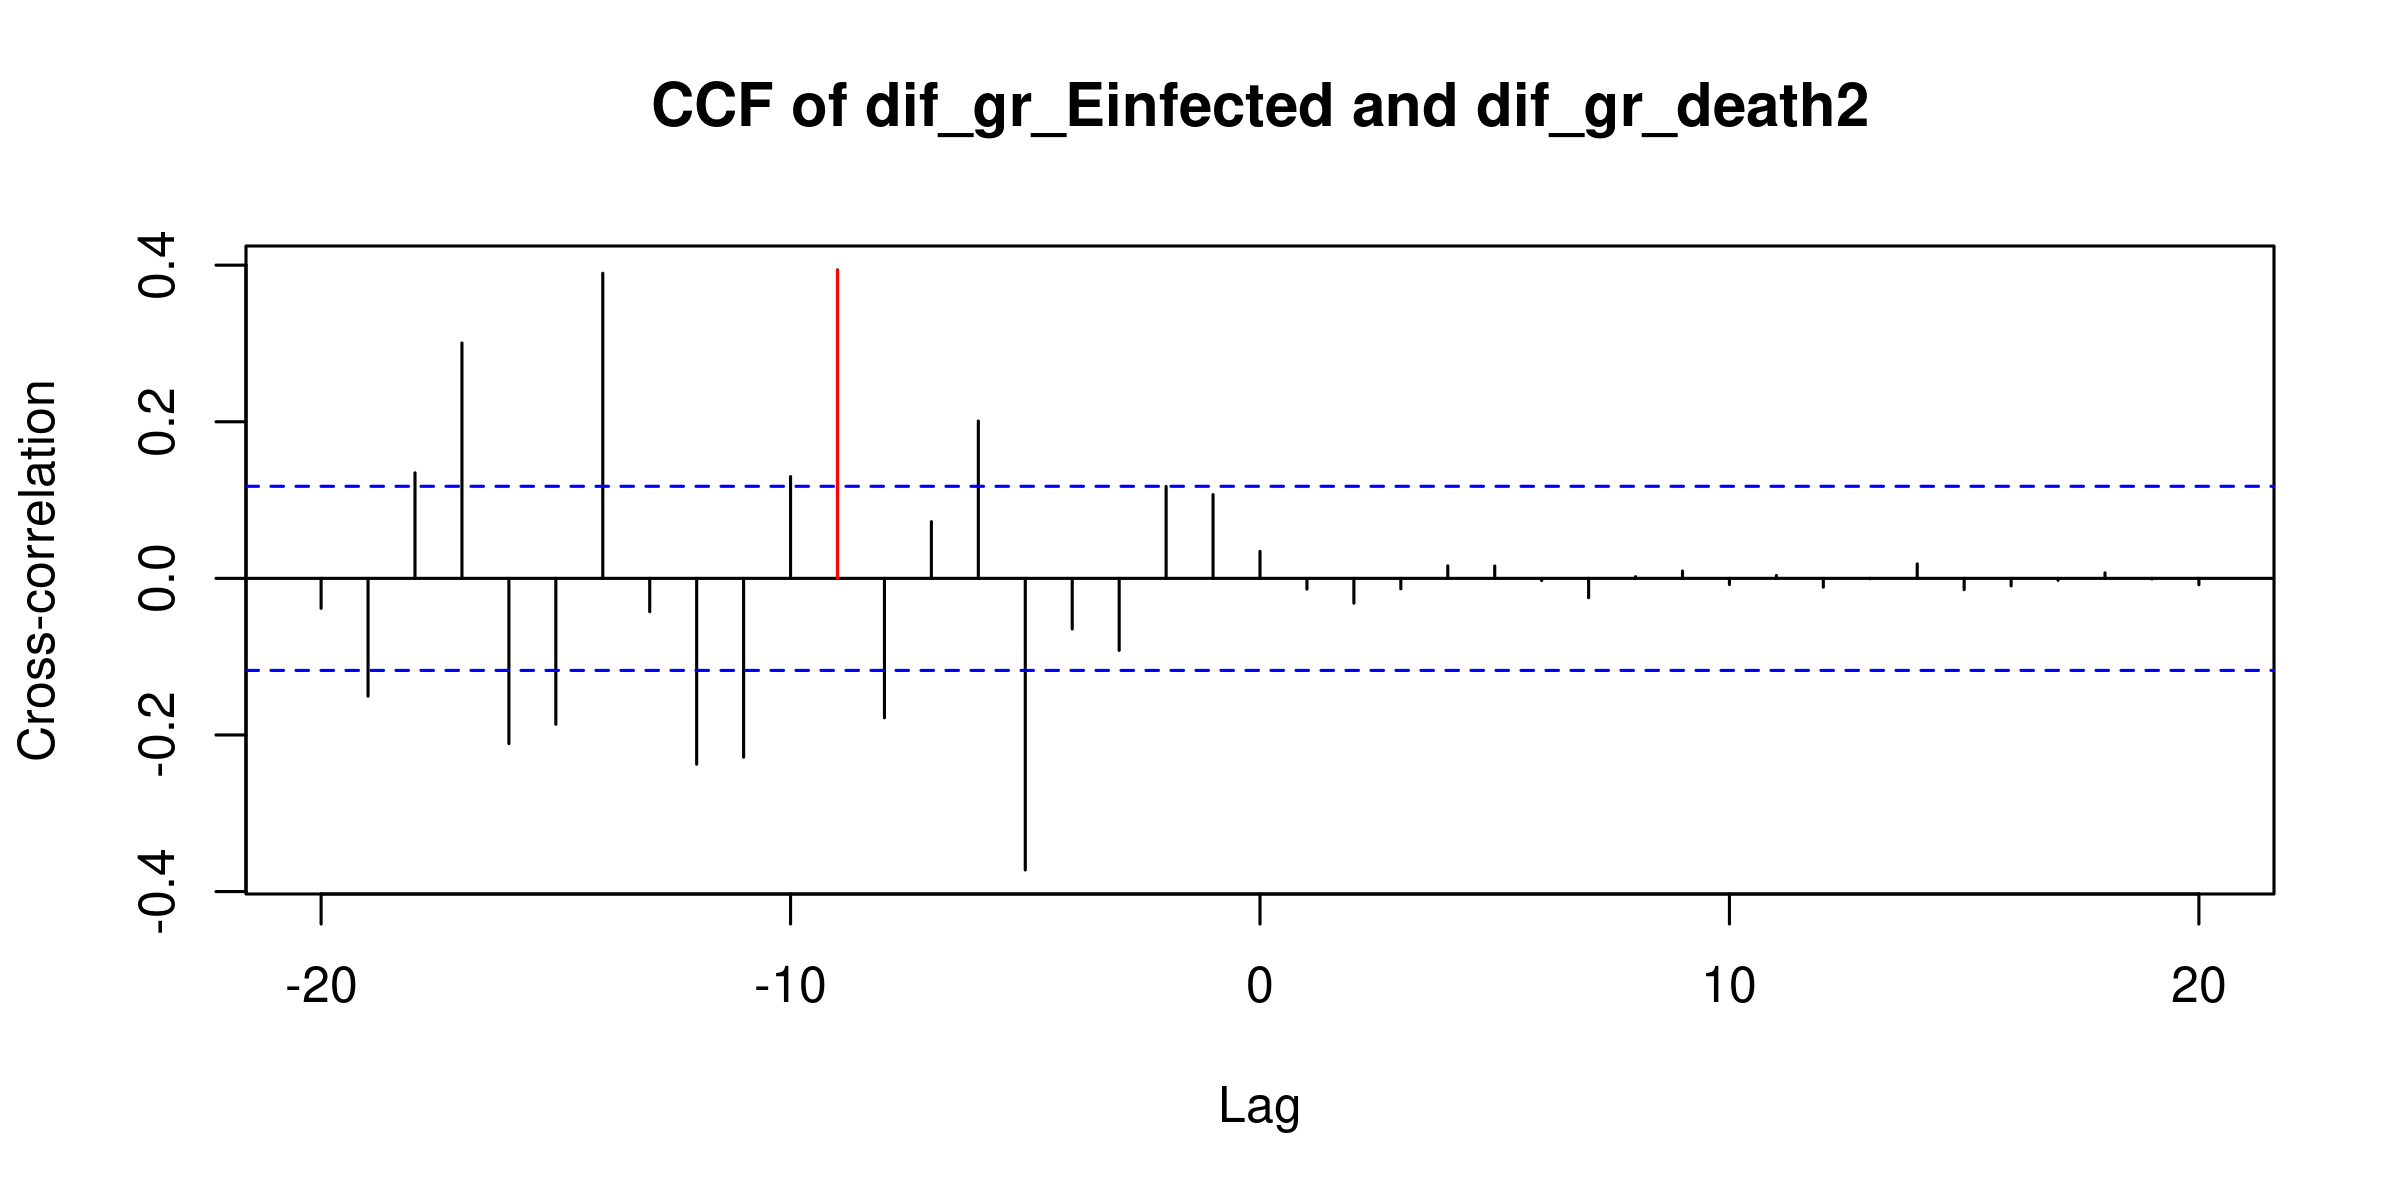 CCF of dif_gr_Einfected and dif_gr_death2
Cross-correlation
0.4
0.2
0.0
-0.2
-0.4
-20 -10 0 10 20
Lag